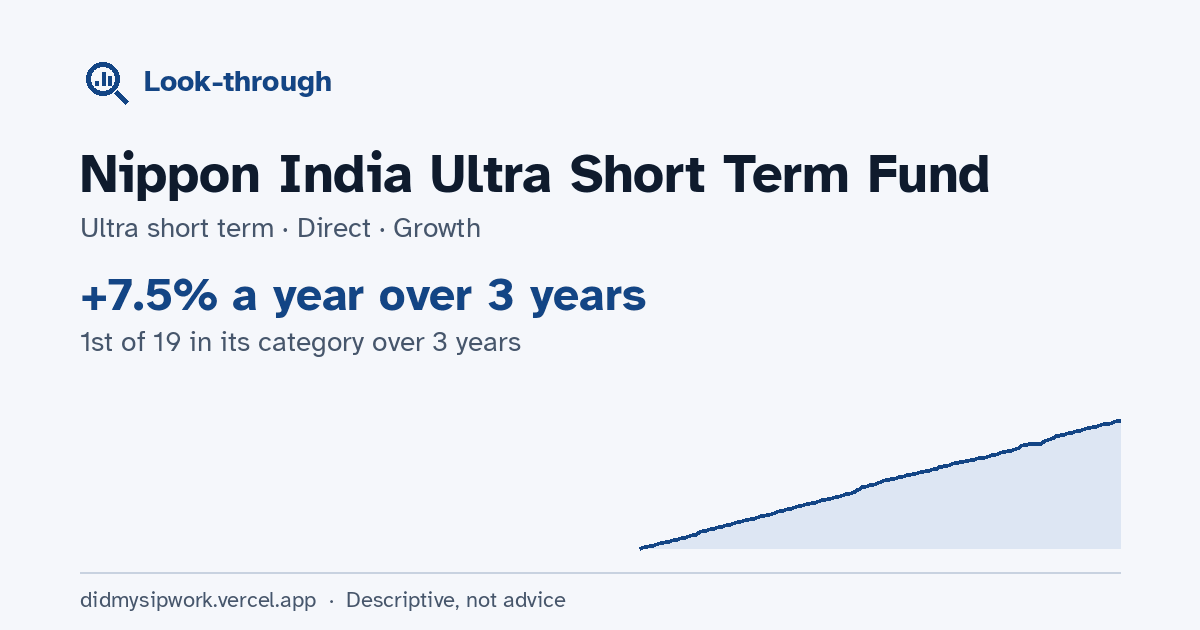 Look-through
Nippon India Ultra Short Term Fund
Ultra short term · Direct · Growth
+7.5% a year over 3 years
1st of 19 in its category over 3 years
didmysipwork.vercel.app · Descriptive, not advice